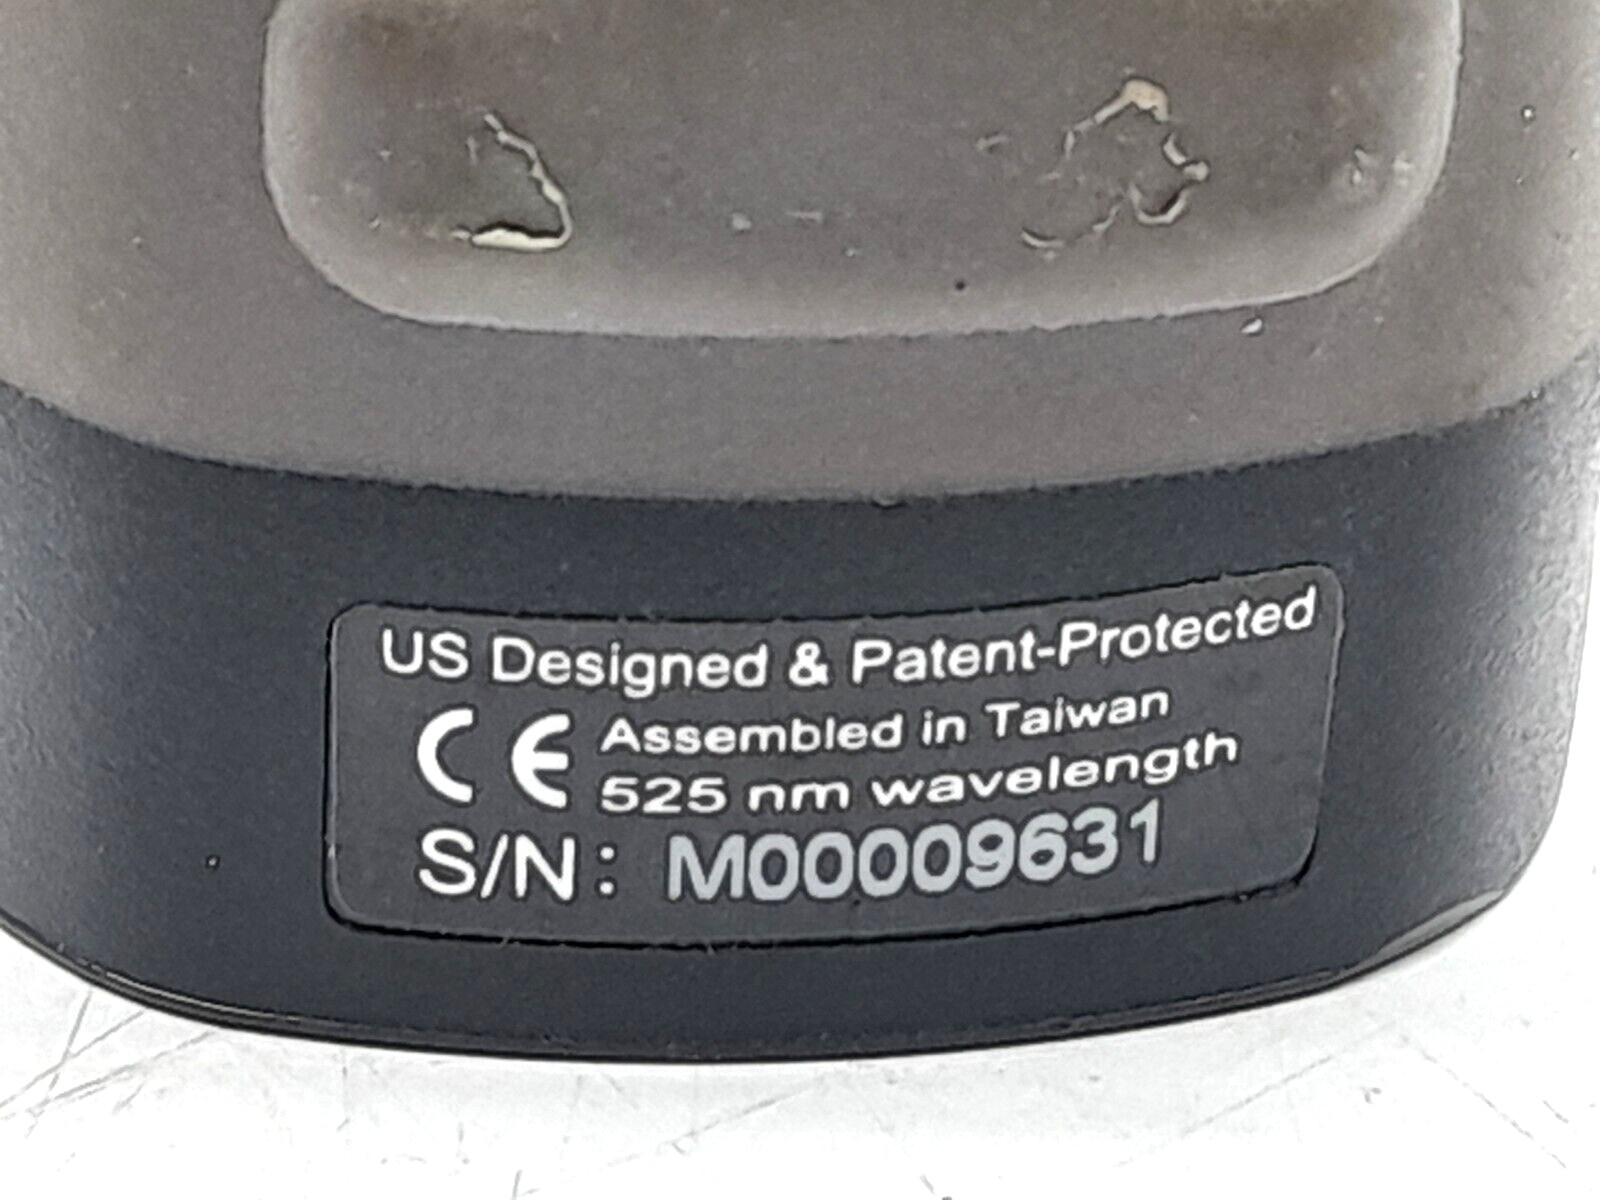 US Designed & Patent-Protected
CE Assembled in Taiwan
525 nm wavelength
S/N: M00009631